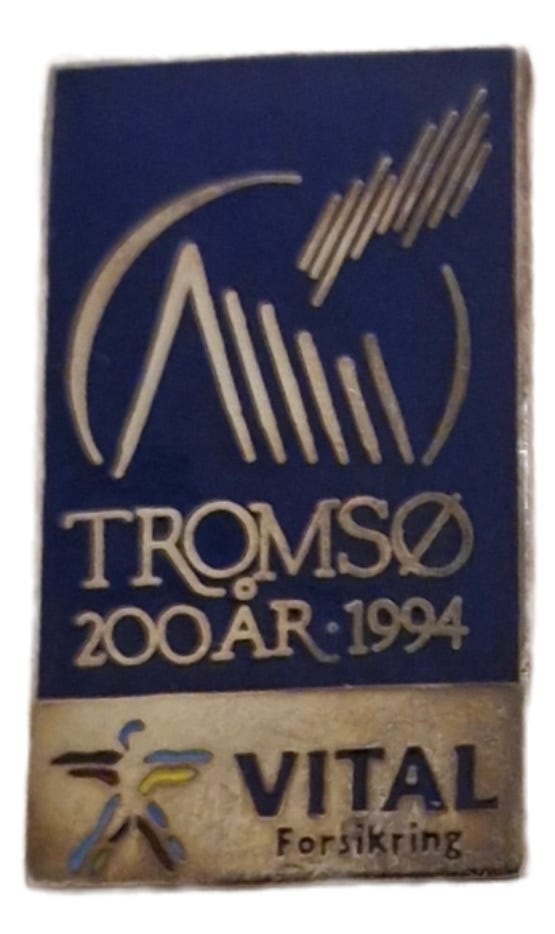 TROMSØ
200 ÅR · 1994
VITAL
Forsikring